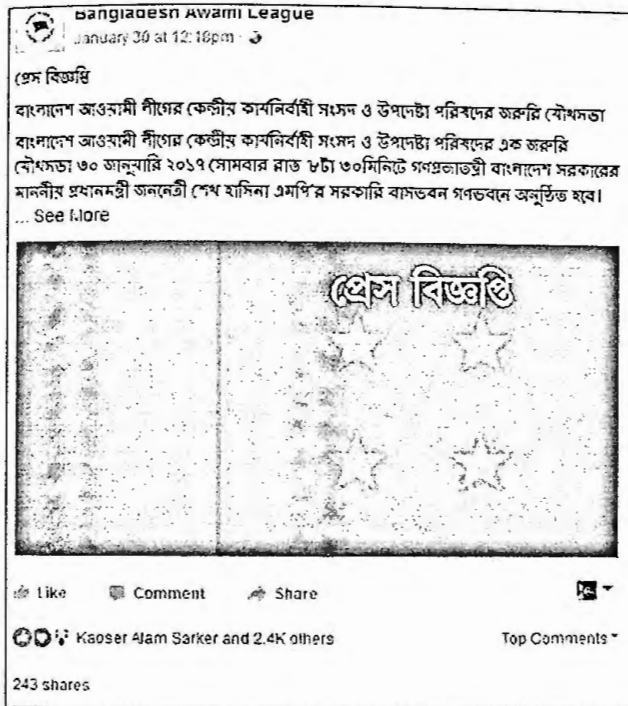 Bangladesh Awami League
January 30 at 12:18pm
প্রেস বিজ্ঞপ্তি
বাংলাদেশ আওয়ামী লীগের কেন্দ্রীয় কার্যনির্বাহী সংসদ ও উপদেষ্টা পরিষদের জরুরি যৌথসভা
বাংলাদেশ আওয়ামী লীগের কেন্দ্রীয় কার্যনির্বাহী সংসদ ও উপদেষ্টা পরিষদের এক জরুরি
যৌথসভা ৩০ জানুয়ারি ২০১৭ সোমবার রাত ৮টা ৩০মিনিটে গণপ্রজাতন্ত্রী বাংলাদেশ সরকারের
মাননীয় প্রধানমন্ত্রী জননেত্রী শেখ হাসিনা এমপি'র সরকারি বাসভবন গণভবনে অনুষ্ঠিত হবে।
... See More
প্রেস বিজ্ঞপ্তি
Like Comment Share
Kaoser Alam Sarker and 2.4K others Top Comments
243 shares